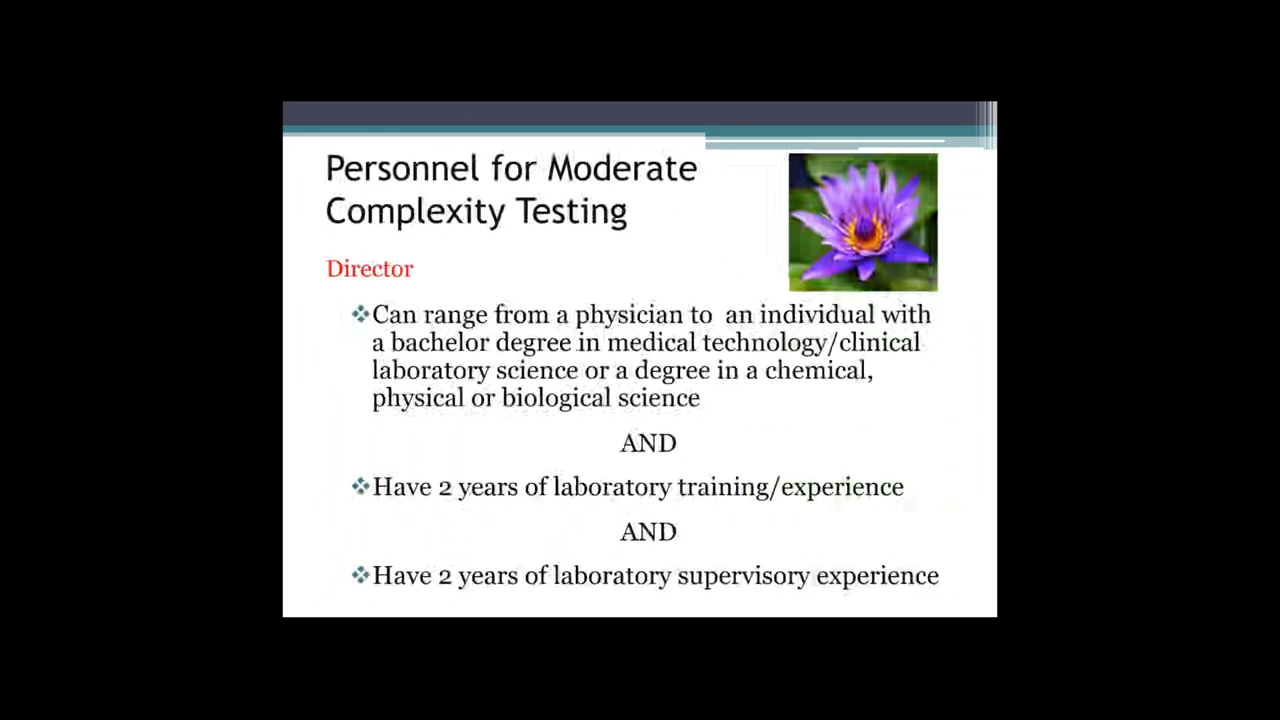 Personnel for Moderate
Complexity Testing
Director
Can range from a physician to an individual with
a bachelor degree in medical technology/clinical
laboratory science or a degree in a chemical,
physical or biological science
AND
Have 2 years of laboratory training/experience
AND
Have 2 years of laboratory supervisory experience